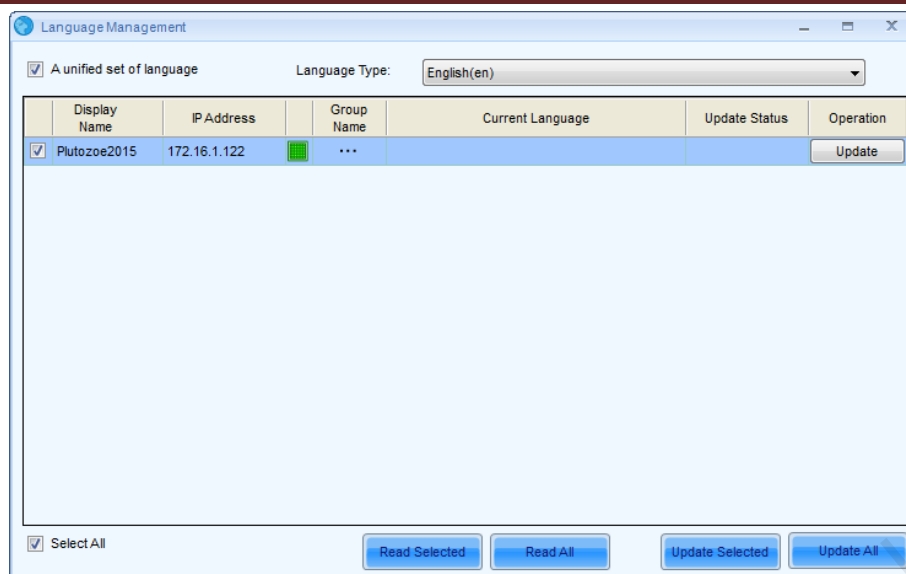 Language Management
A unified set of language
Language Type:
English(en)
Display Name
IP Address
Group Name
Current Language
Update Status
Operation
Plutozoe2015
172.16.1.122
...
Update
Select All
Read Selected
Read All
Update Selected
Update All